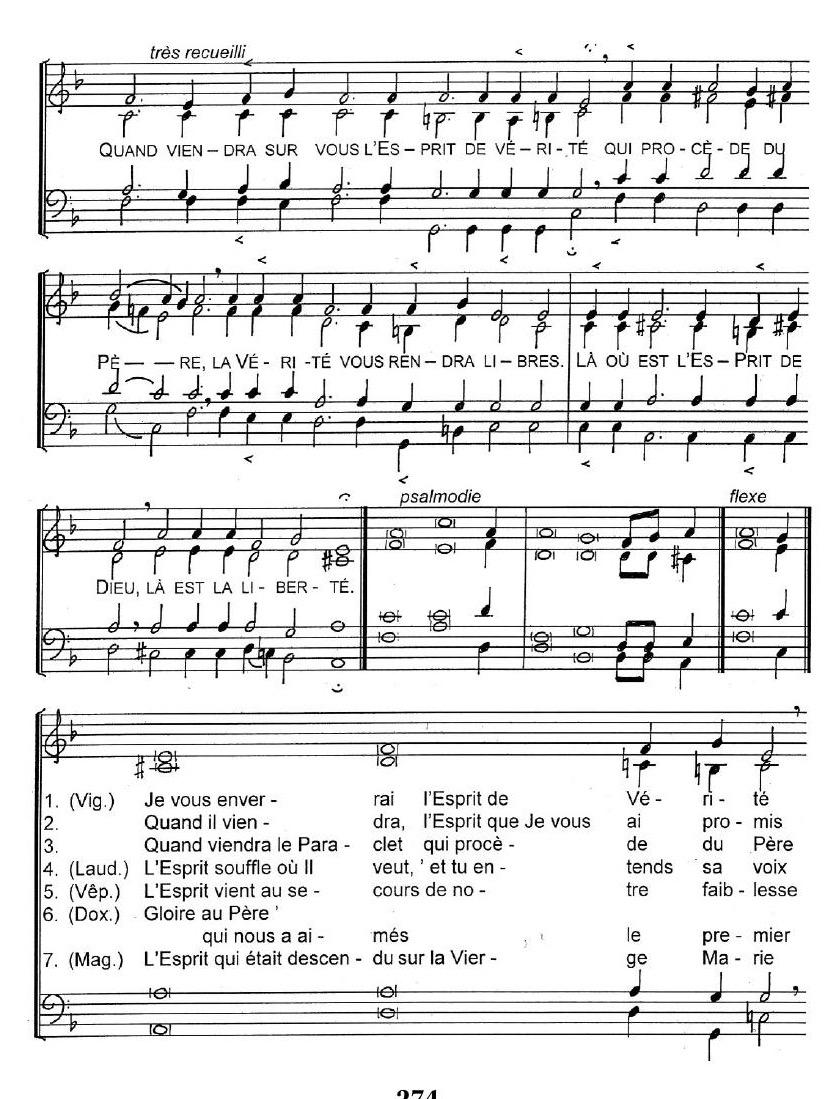 très recueilli
QUAND VIEN – DRA SUR VOUS L'ES – PRIT DE VÉ – RI - TÉ QUI PRO - CÈ - DE DU
PÈ — — RE, LA VÉ - RI -TÉ VOUS REN – DRA LI – BRES. LÀ OÙ EST L'ES – PRIT DE
psalmodie flexe
DIEU, LÀ EST LA LI - BER - TÉ.
1. (Vig.) Je vous enver - rai l'Esprit de Vé - ri - té
2. Quand il vien - dra, l'Esprit que Je vous ai pro - mis
3. Quand viendra le Para - clet qui procè - de du Père
4. (Laud.) L'Esprit souffle où Il veut, ' et tu en - tends sa voix
5. (Vêp.) L'Esprit vient au se - cours de no - tre faib - lesse
6. (Dox.) Gloire au Père '
qui nous a ai - més le pre - mier
7. (Mag.) L'Esprit qui était descen - du sur la Vier - ge Ma - rie
274